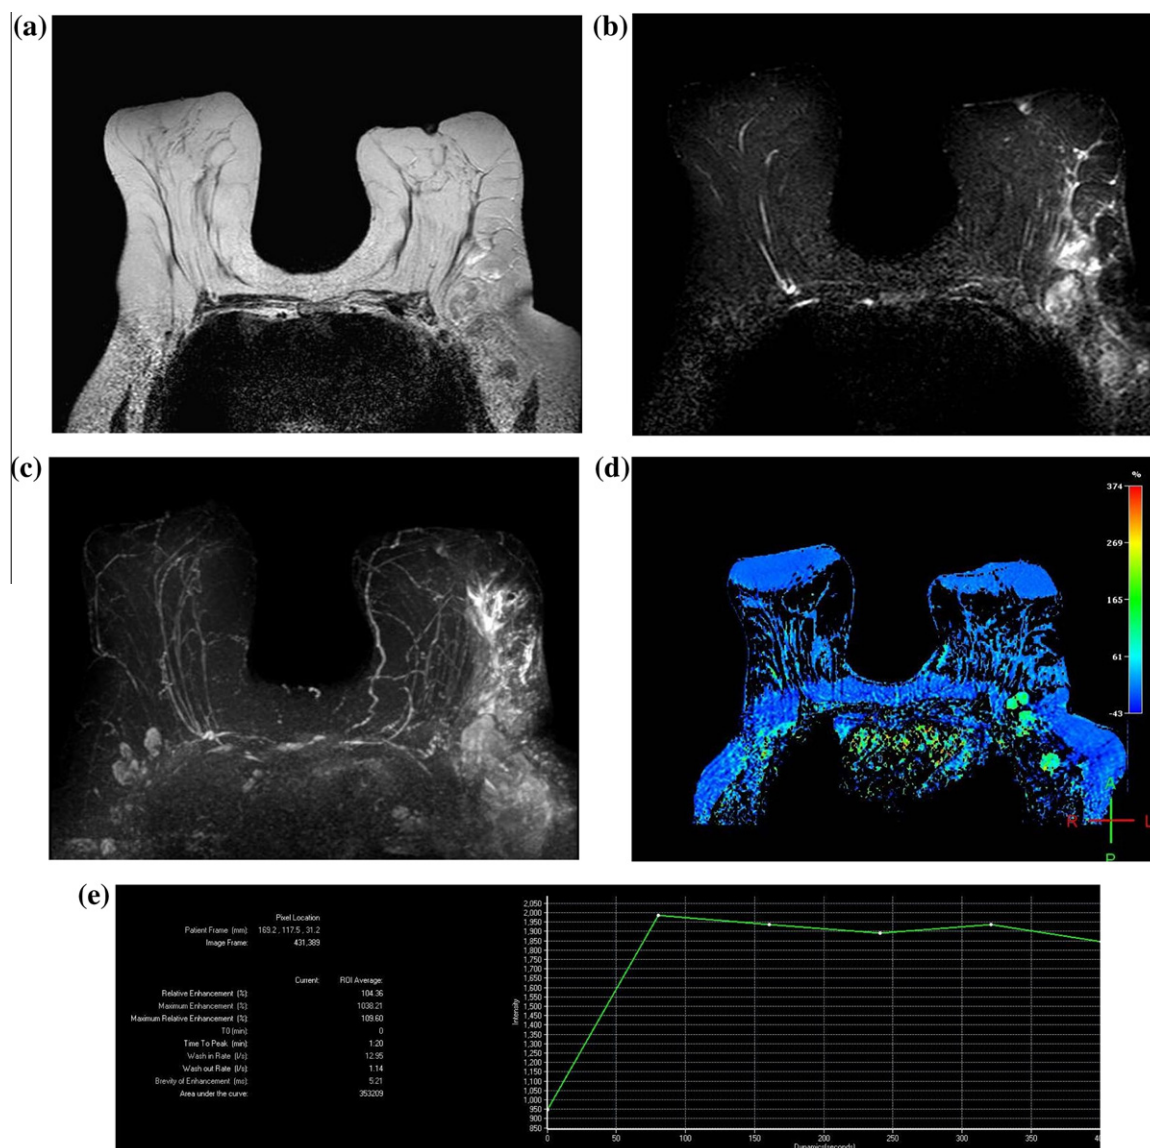 (a)
(b)
(c)
(d)
%
374
269
165
61
-43
A
R
L
P
(e)
Pixel Location
Patient Frame (mm): 169.2 , 117.5 , 31.2
Image Frame: 431,389
Current: ROI Average:
Relative Enhancement (%): 104.36
Maximum Enhancement (%): 1038.21
Maximum Relative Enhancement (%): 109.60
T0 (min): 0
Time To Peak (min): 1:20
Wash in Rate (l/s): 12.95
Wash out Rate (l/s): 1.14
Brevity of Enhancement (ms): 5:21
Area under the curve: 353209
Intensity
2,050
2,000
1,950
1,900
1,850
1,800
1,750
1,700
1,650
1,600
1,550
1,500
1,450
1,400
1,350
1,300
1,250
1,200
1,150
1,100
1,050
1,000
950
900
850
0 50 100 150 200 250 300 350
Dynamics(seconds)